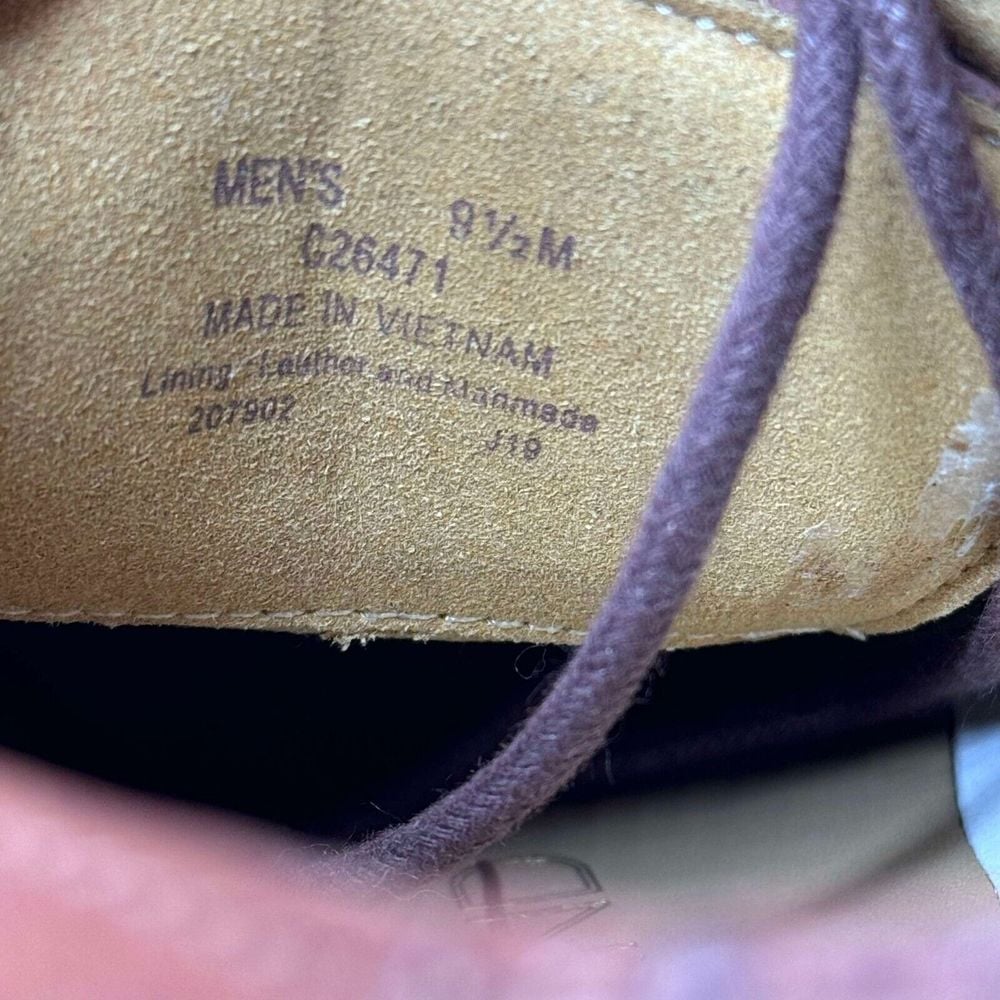 MEN'S 9½M
C26471
MADE IN VIETNAM
Lining Leather and Manmade
207902 J19